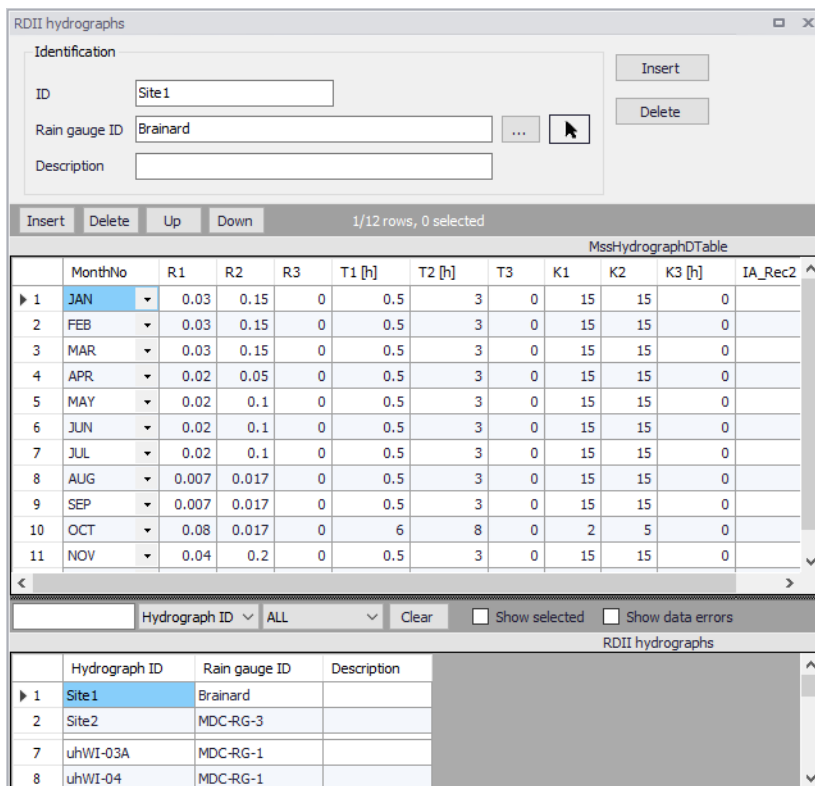 RDII hydrographs
Identification
Insert
ID Site1
Delete
Rain gauge ID Brainard ...
Description
Insert Delete Up Down 1/12 rows, 0 selected
MssHydrographDTable
MonthNo R1 R2 R3 T1 [h] T2 [h] T3 K1 K2 K3 [h] IA_Rec2
1 JAN 0.03 0.15 0 0.5 3 0 15 15 0
2 FEB 0.03 0.15 0 0.5 3 0 15 15 0
3 MAR 0.03 0.15 0 0.5 3 0 15 15 0
4 APR 0.02 0.05 0 0.5 3 0 15 15 0
5 MAY 0.02 0.1 0 0.5 3 0 15 15 0
6 JUN 0.02 0.1 0 0.5 3 0 15 15 0
7 JUL 0.02 0.1 0 0.5 3 0 15 15 0
8 AUG 0.007 0.017 0 0.5 3 0 15 15 0
9 SEP 0.007 0.017 0 0.5 3 0 15 15 0
10 OCT 0.08 0.017 0 6 8 0 2 5 0
11 NOV 0.04 0.2 0 0.5 3 0 15 15 0
Hydrograph ID ALL Clear Show selected Show data errors
RDII hydrographs
Hydrograph ID Rain gauge ID Description
1 Site1 Brainard
2 Site2 MDC-RG-3
7 uhWI-03A MDC-RG-1
8 uhWI-04 MDC-RG-1